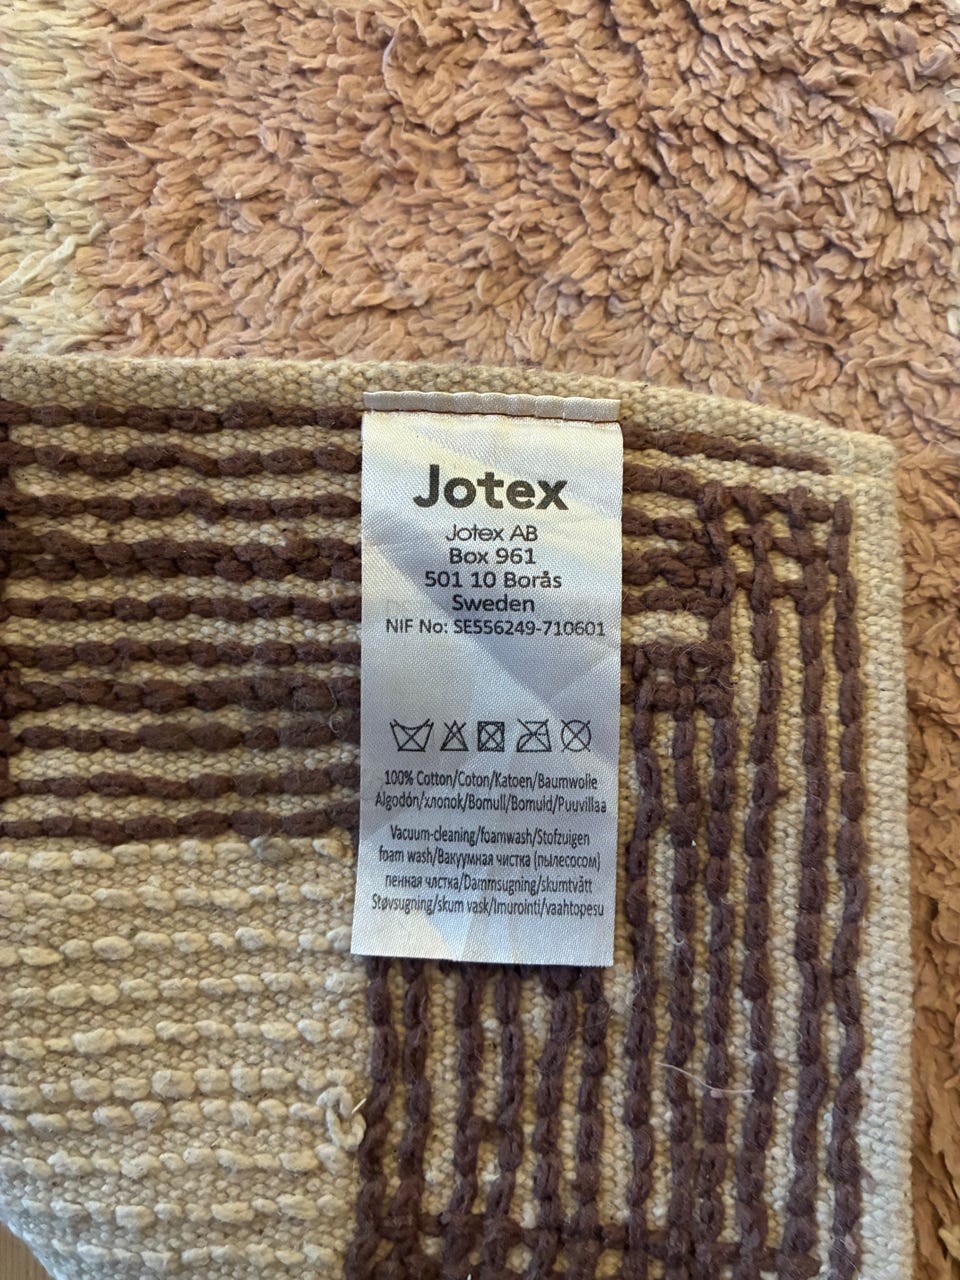 Jotex
Jotex AB
Box 961
501 10 Borås
Sweden
NIF No: SE556249-710601
100% Cotton/Coton/Katoen/Baumwolle
Algodón/хлопок/Bomull/Bomuld/Puuvillaa
Vacuum-cleaning/foamwash/Stofzuigen
foam wash/Вакуумная чистка (пылесосом)
пенная члстка/Dammsugning/skumtvätt
Støvsugning/skum vask/Imurointi/vaahtopesu